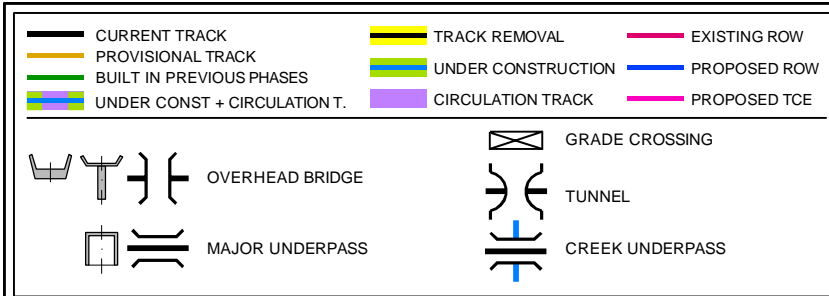 CURRENT TRACK
PROVISIONAL TRACK
BUILT IN PREVIOUS PHASES
UNDER CONST + CIRCULATION T.
TRACK REMOVAL
UNDER CONSTRUCTION
CIRCULATION TRACK
EXISTING ROW
PROPOSED ROW
PROPOSED TCE
OVERHEAD BRIDGE
MAJOR UNDERPASS
GRADE CROSSING
TUNNEL
CREEK UNDERPASS